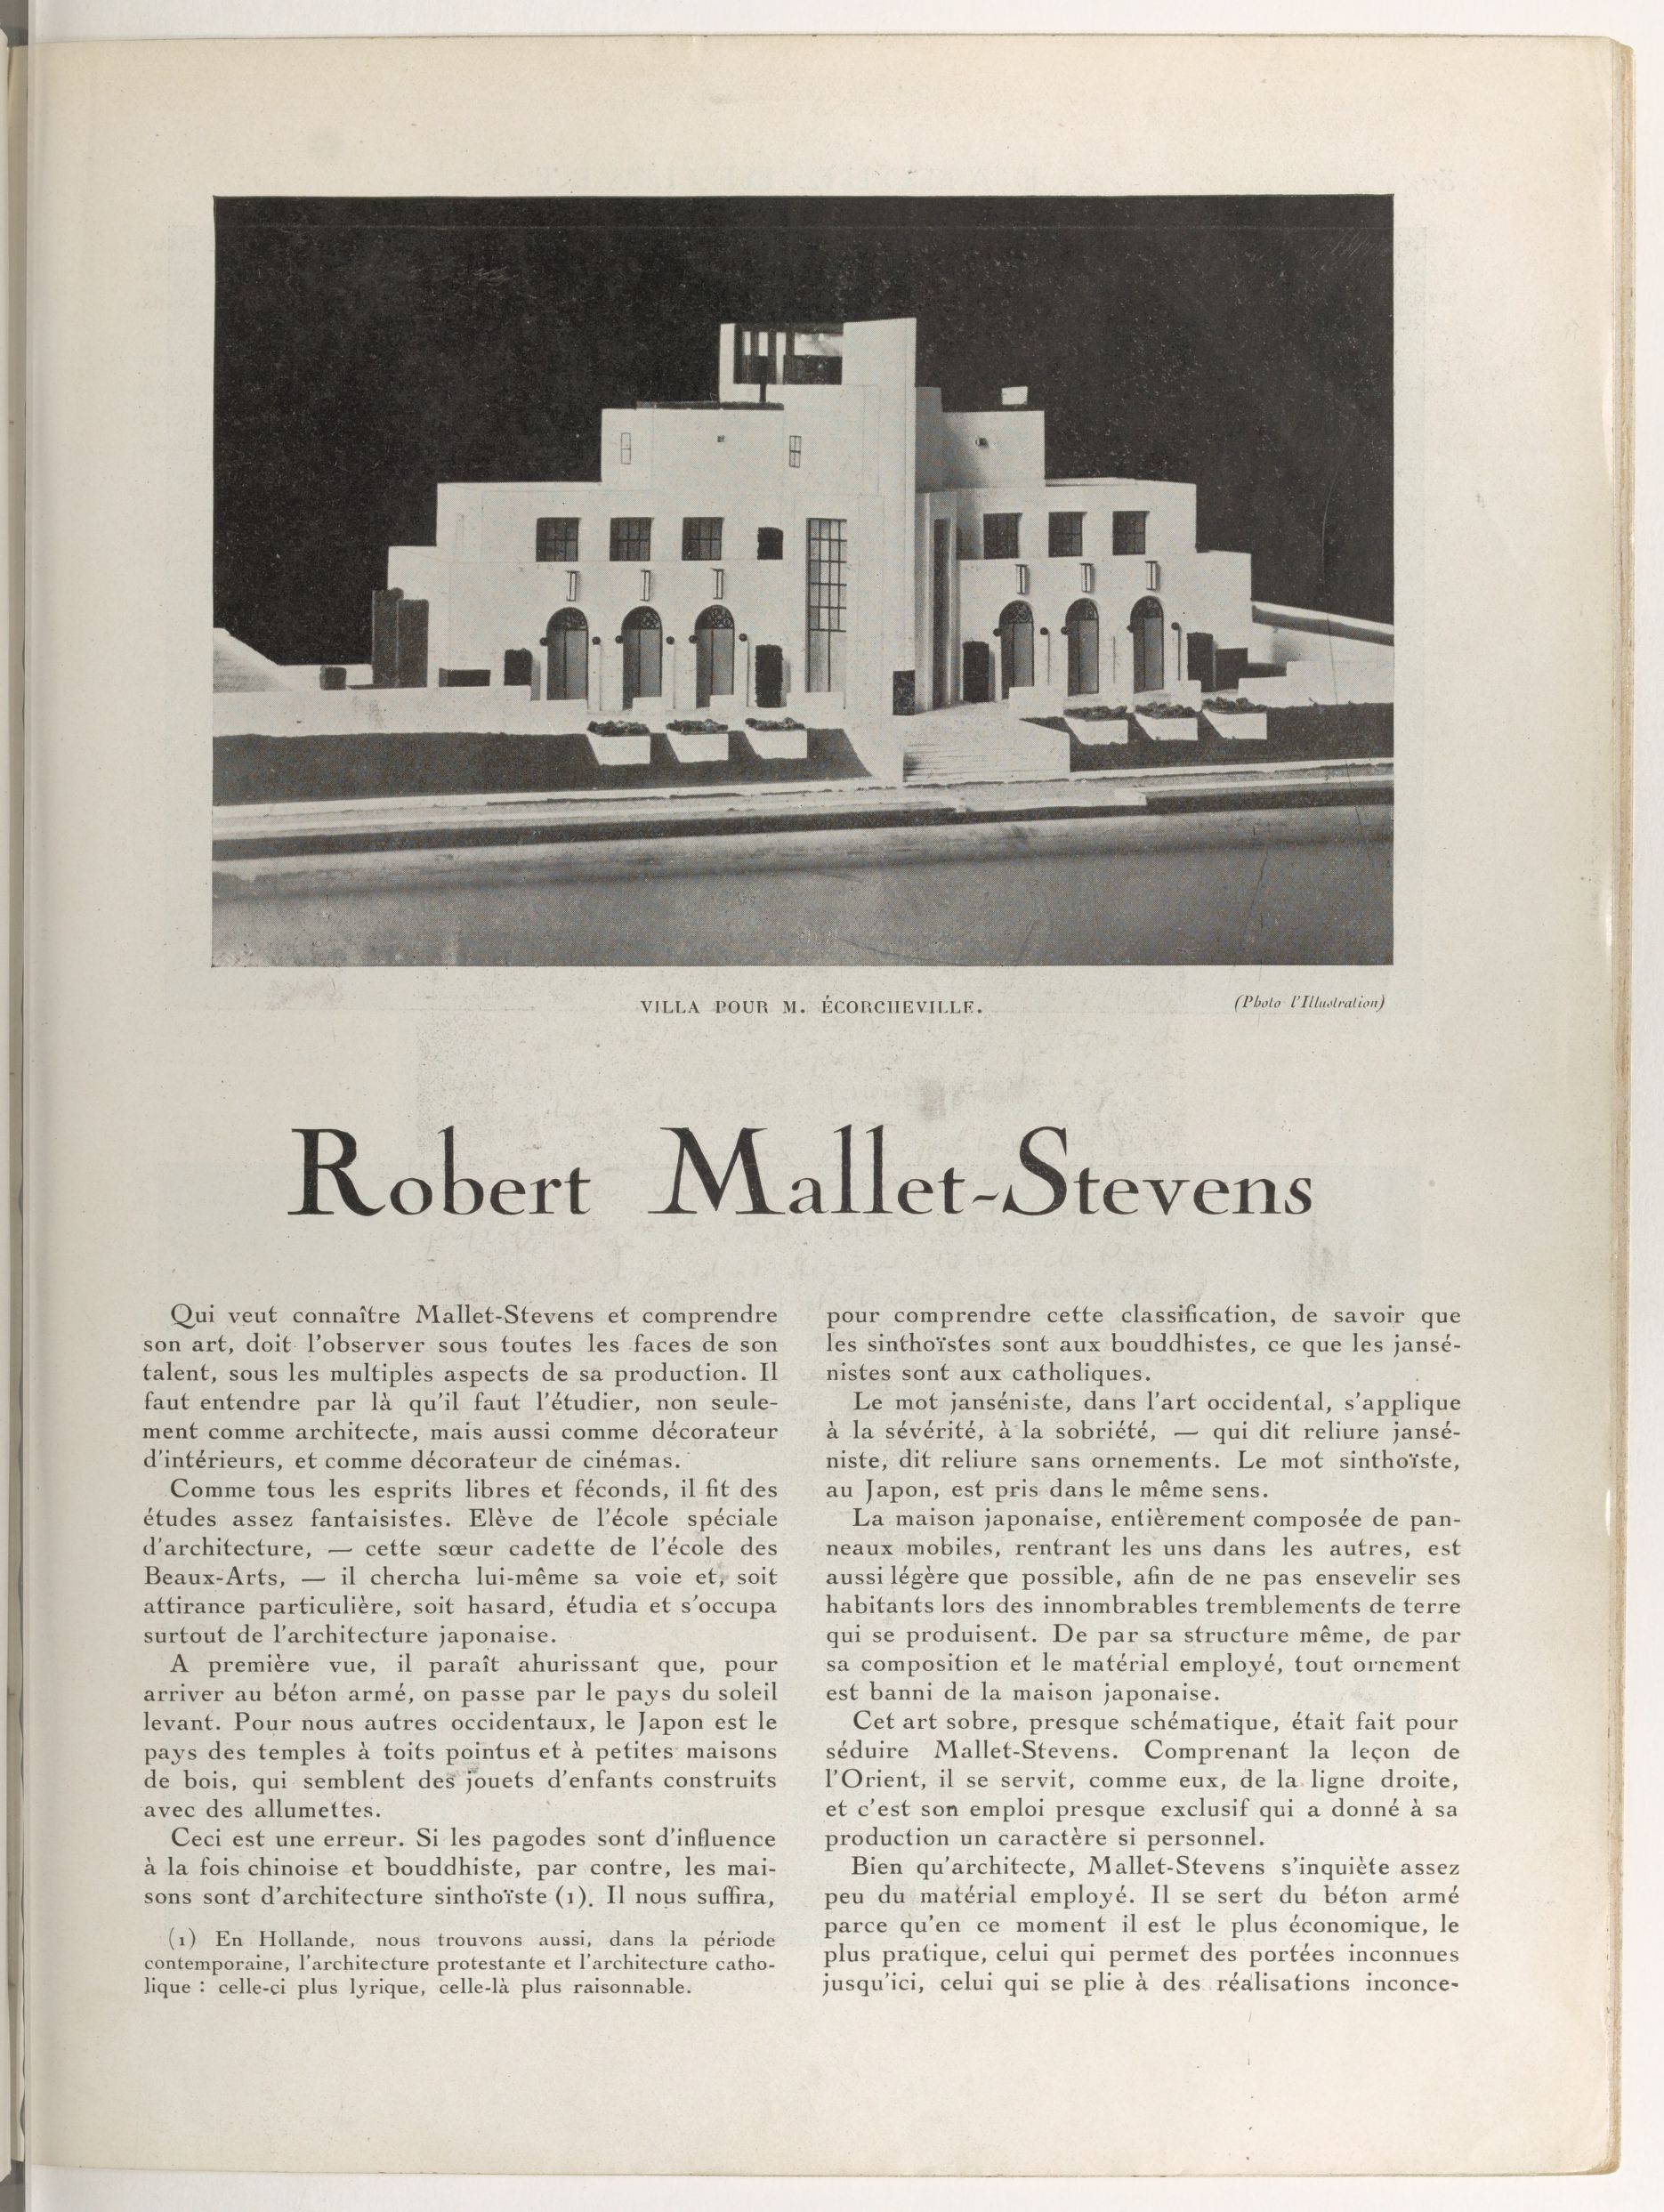 VILLA POUR M. ÉCORCHEVILLE.
(Photo l'Illustration)
Robert Mallet-Stevens
Qui veut connaître Mallet-Stevens et comprendre
son art, doit l'observer sous toutes les faces de son
talent, sous les multiples aspects de sa production. Il
faut entendre par là qu'il faut l'étudier, non seule-
ment comme architecte, mais aussi comme décorateur
d'intérieurs, et comme décorateur de cinémas.
Comme tous les esprits libres et féconds, il fit des
études assez fantaisistes. Elève de l'école spéciale
d'architecture, — cette sœur cadette de l'école des
Beaux-Arts, — il chercha lui-même sa voie et, soit
attirance particulière, soit hasard, étudia et s'occupa
surtout de l'architecture japonaise.
A première vue, il paraît ahurissant que, pour
arriver au béton armé, on passe par le pays du soleil
levant. Pour nous autres occidentaux, le Japon est le
pays des temples à toits pointus et à petites maisons
de bois, qui semblent des jouets d'enfants construits
avec des allumettes.
Ceci est une erreur. Si les pagodes sont d'influence
à la fois chinoise et bouddhiste, par contre, les mai-
sons sont d'architecture sinthoïste (1). Il nous suffira,
(1) En Hollande, nous trouvons aussi, dans la période
contemporaine, l'architecture protestante et l'architecture catho-
lique : celle-ci plus lyrique, celle-là plus raisonnable.
pour comprendre cette classification, de savoir que
les sinthoïstes sont aux bouddhistes, ce que les jansé-
nistes sont aux catholiques.
Le mot janséniste, dans l'art occidental, s'applique
à la sévérité, à la sobriété, — qui dit reliure jansé-
niste, dit reliure sans ornements. Le mot sinthoïste,
au Japon, est pris dans le même sens.
La maison japonaise, entièrement composée de pan-
neaux mobiles, rentrant les uns dans les autres, est
aussi légère que possible, afin de ne pas ensevelir ses
habitants lors des innombrables tremblements de terre
qui se produisent. De par sa structure même, de par
sa composition et le matérial employé, tout ornement
est banni de la maison japonaise.
Cet art sobre, presque schématique, était fait pour
séduire Mallet-Stevens. Comprenant la leçon de
l'Orient, il se servit, comme eux, de la ligne droite,
et c'est son emploi presque exclusif qui a donné à sa
production un caractère si personnel.
Bien qu'architecte, Mallet-Stevens s'inquiète assez
peu du matérial employé. Il se sert du béton armé
parce qu'en ce moment il est le plus économique, le
plus pratique, celui qui permet des portées inconnues
jusqu'ici, celui qui se plie à des réalisations inconce-